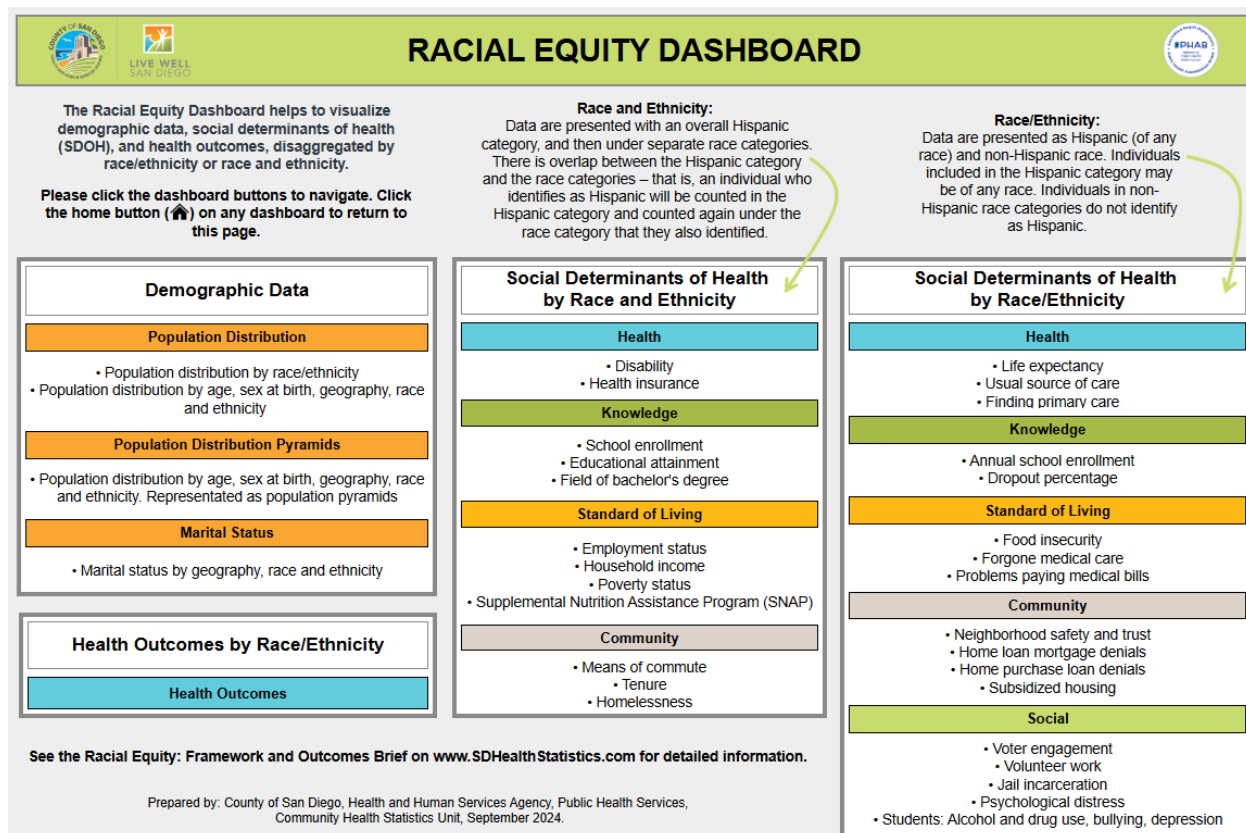 COUNTY OF SAN DIEGO
LIVE WELL
SAN DIEGO
RACIAL EQUITY DASHBOARD
PHAB
The Racial Equity Dashboard helps to visualize
demographic data, social determinants of health
(SDOH), and health outcomes, disaggregated by
race/ethnicity or race and ethnicity.
Please click the dashboard buttons to navigate. Click
the home button () on any dashboard to return to
this page.
Race and Ethnicity:
Data are presented with an overall Hispanic
category, and then under separate race categories.
There is overlap between the Hispanic category
and the race categories – that is, an individual who
identifies as Hispanic will be counted in the
Hispanic category and counted again under the
race category that they also identified.
Race/Ethnicity:
Data are presented as Hispanic (of any
race) and non-Hispanic race. Individuals
included in the Hispanic category may
be of any race. Individuals in non-
Hispanic race categories do not identify
as Hispanic.
Demographic Data
Population Distribution
• Population distribution by race/ethnicity
• Population distribution by age, sex at birth, geography, race
and ethnicity
Population Distribution Pyramids
• Population distribution by age, sex at birth, geography, race
and ethnicity. Represented as population pyramids
Marital Status
• Marital status by geography, race and ethnicity
Health Outcomes by Race/Ethnicity
Health Outcomes
Social Determinants of Health
by Race and Ethnicity
Health
• Disability
• Health insurance
Knowledge
• School enrollment
• Educational attainment
• Field of bachelor's degree
Standard of Living
• Employment status
• Household income
• Poverty status
• Supplemental Nutrition Assistance Program (SNAP)
Community
• Means of commute
• Tenure
• Homelessness
Social Determinants of Health
by Race/Ethnicity
Health
• Life expectancy
• Usual source of care
• Finding primary care
Knowledge
• Annual school enrollment
• Dropout percentage
Standard of Living
• Food insecurity
• Forgone medical care
• Problems paying medical bills
Community
• Neighborhood safety and trust
• Home loan mortgage denials
• Home purchase loan denials
• Subsidized housing
Social
• Voter engagement
• Volunteer work
• Jail incarceration
• Psychological distress
• Students: Alcohol and drug use, bullying, depression
See the Racial Equity: Framework and Outcomes Brief on www.SDHealthStatistics.com for detailed information.
Prepared by: County of San Diego, Health and Human Services Agency, Public Health Services,
Community Health Statistics Unit, September 2024.